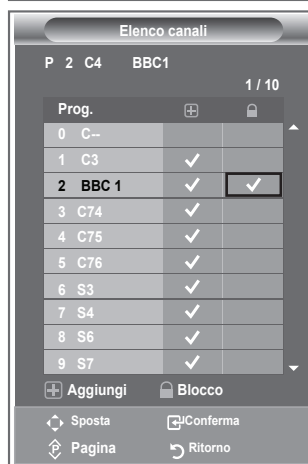 Elenco canali
P 2 C4 BBC1
1 / 10
Prog.
0 C--
1 C3
2 BBC 1
3 C74
4 C75
5 C76
6 S3
7 S4
8 S6
9 S7
Aggiungi Blocco
Sposta Conferma
P Pagina Ritorno